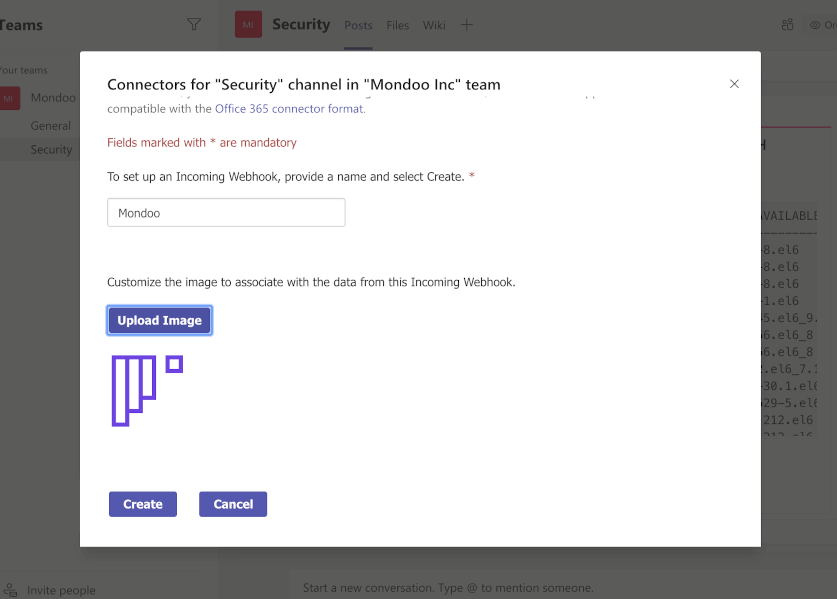 Teams
MI
Security
Posts
Files
Wiki
Your teams
MI
Mondoo
General
Security
Connectors for "Security" channel in "Mondoo Inc" team
compatible with the Office 365 connector format.
Fields marked with * are mandatory
To set up an Incoming Webhook, provide a name and select Create. *
Mondoo
Customize the image to associate with the data from this Incoming Webhook.
Upload Image
Create
Cancel
H
AVAILABLE
-8.el6
-8.el6
-8.el6
-1.el6
5.el6_9.
6.el6_8
6.el6_8
2.el6_7.
-30.1.el6
29-5.el6
212.el6
Invite people
Start a new conversation. Type @ to mention someone.